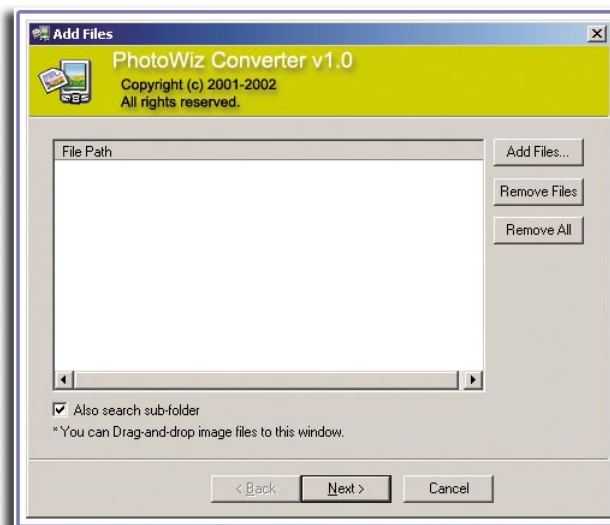 Add Files
PhotoWiz Converter v1.0
Copyright (c) 2001-2002
All rights reserved.
File Path
Add Files...
Remove Files
Remove All
Also search sub-folder
*You can Drag-and-drop image files to this window.
< Back
Next >
Cancel